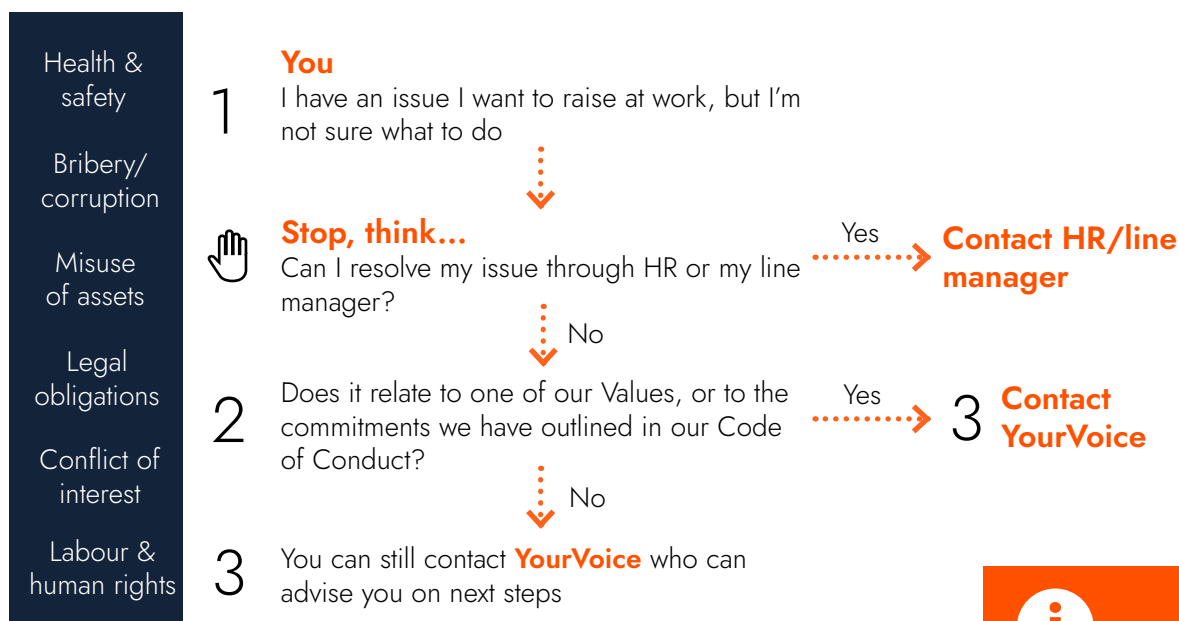 Health &
safety
Bribery/
corruption
Misuse
of assets
Legal
obligations
Conflict of
interest
Labour &
human rights
1
You
I have an issue I want to raise at work, but I’m
not sure what to do
Stop, think...
Can I resolve my issue through HR or my line
manager?
Yes
Contact HR/line
manager
No
2
Does it relate to one of our Values, or to the
commitments we have outlined in our Code
of Conduct?
Yes
3
Contact
YourVoice
No
3
You can still contact YourVoice who can
advise you on next steps